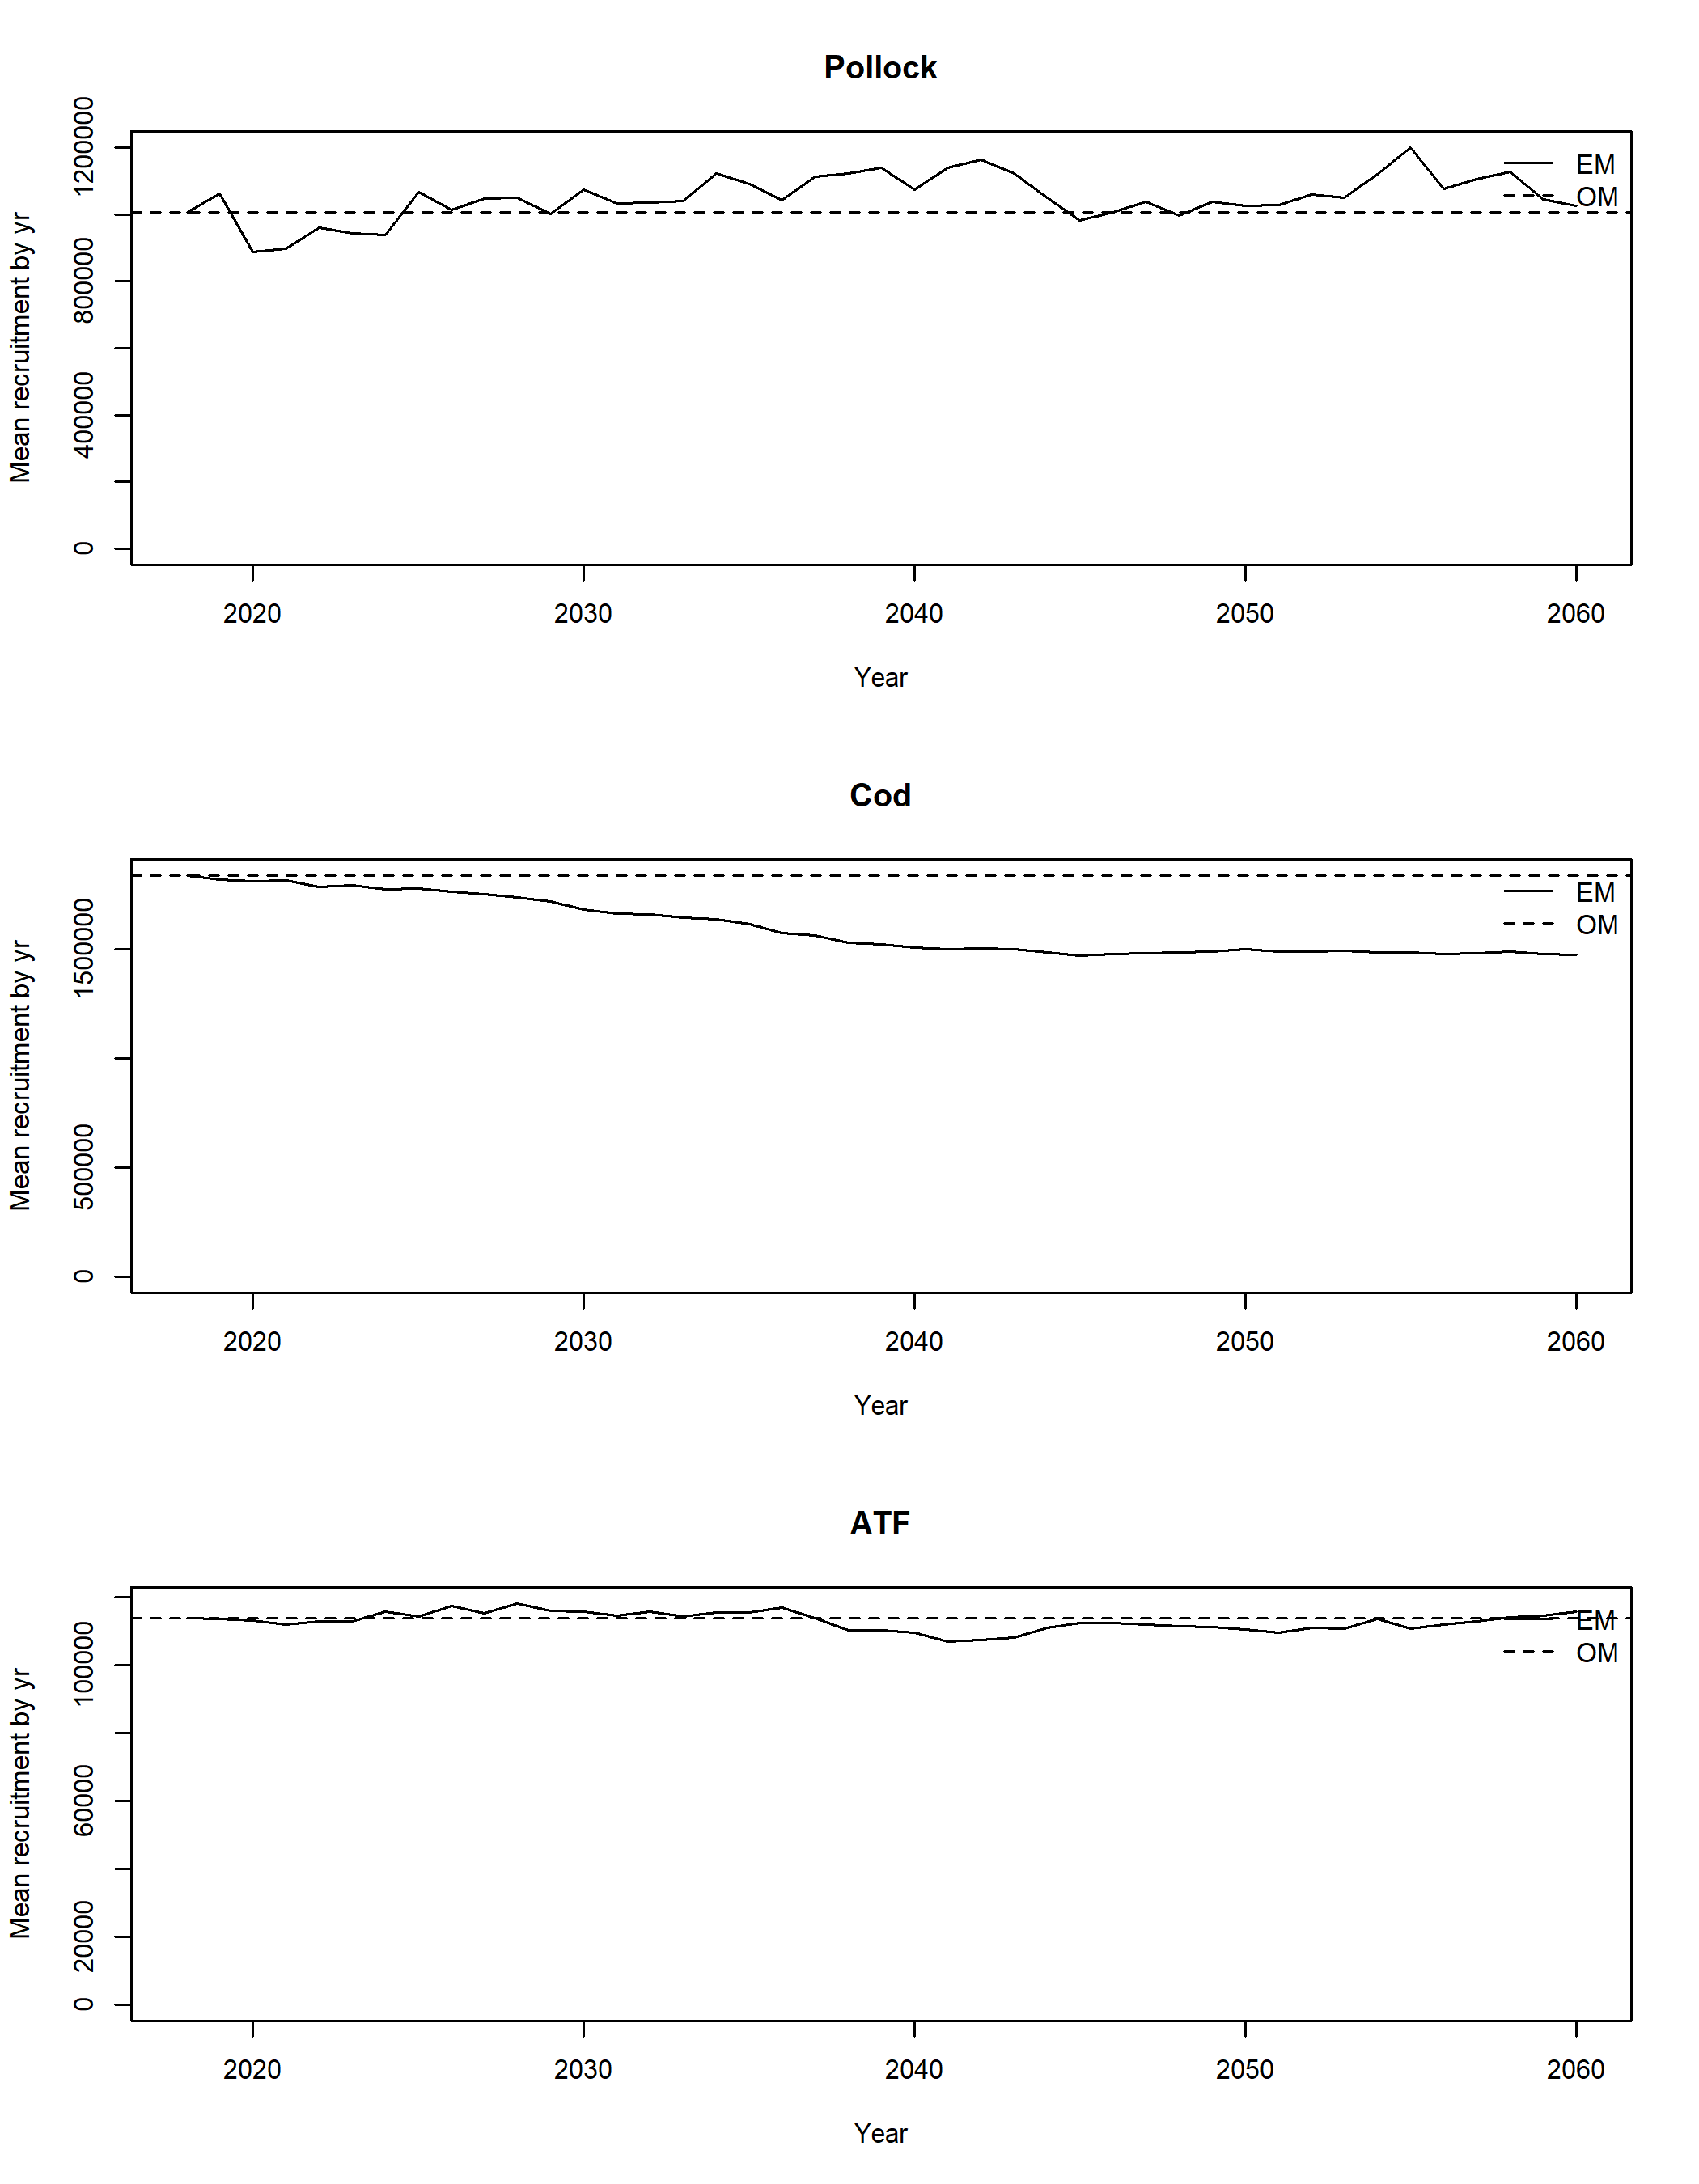 Pollock
Mean recruitment by yr
0
400000
800000
1200000
EM
OM
2020 2030 2040 2050 2060
Year
Cod
Mean recruitment by yr
0
500000
1500000
EM
OM
2020 2030 2040 2050 2060
Year
ATF
Mean recruitment by yr
0
20000
60000
100000
EM
OM
2020 2030 2040 2050 2060
Year